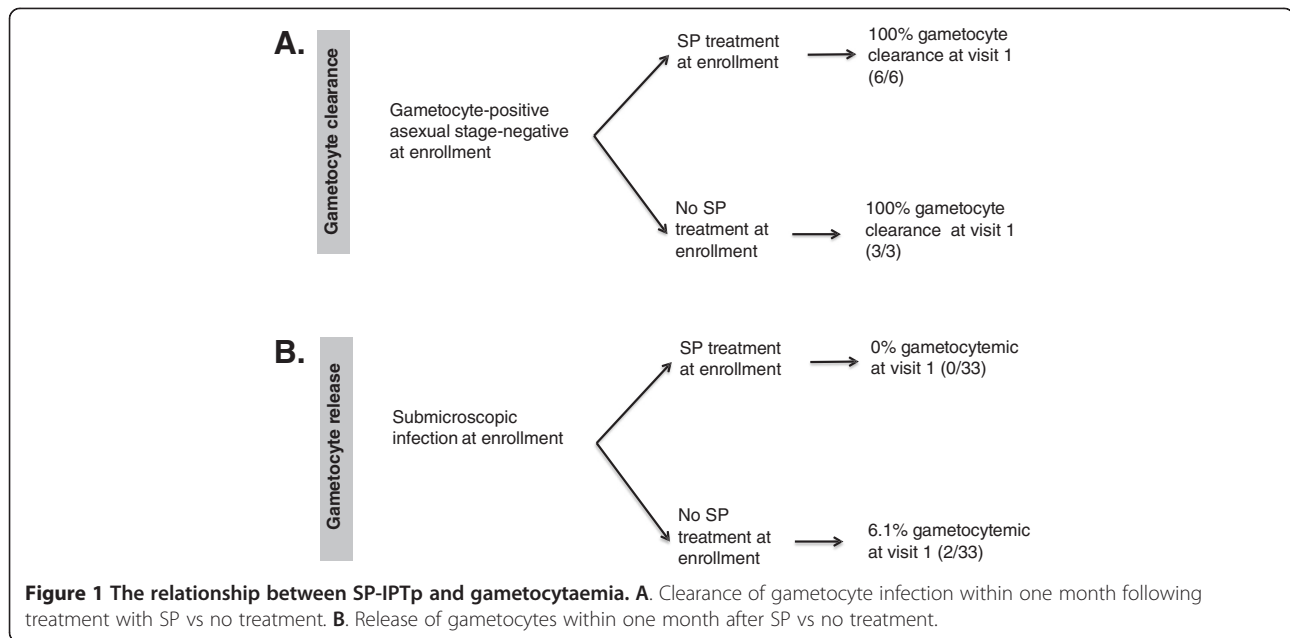 A.
Gametocyte clearance
Gametocyte-positive
asexual stage-negative
at enrollment
SP treatment
at enrollment
100% gametocyte
clearance at visit 1
(6/6)
No SP
treatment at
enrollment
100% gametocyte
clearance at visit 1
(3/3)
B.
Gametocyte release
Submicroscopic
infection at enrollment
SP treatment
at enrollment
0% gametocytemic
at visit 1 (0/33)
No SP
treatment at
enrollment
6.1% gametocytemic
at visit 1 (2/33)
Figure 1 The relationship between SP-IPTp and gametocytaemia. A. Clearance of gametocyte infection within one month following
treatment with SP vs no treatment. B. Release of gametocytes within one month after SP vs no treatment.